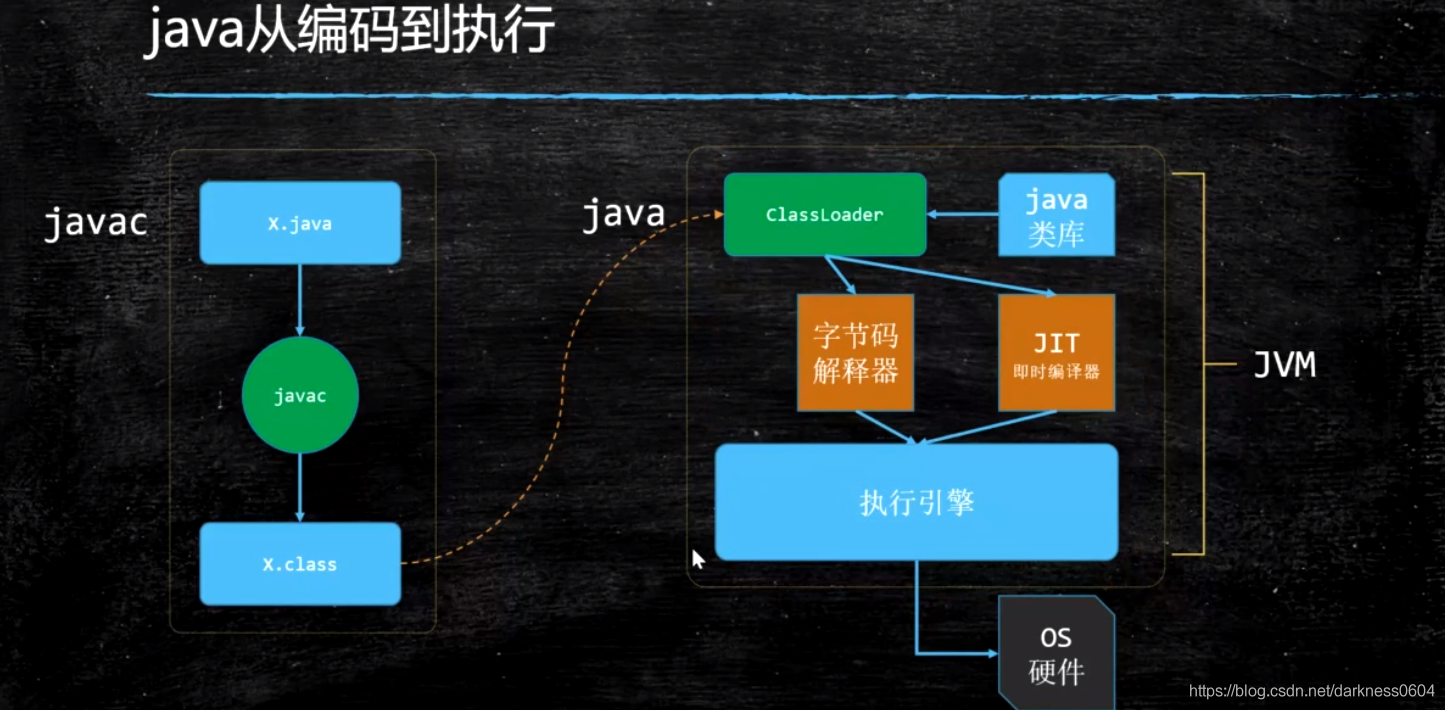 java从编码到执行
javac
X.java
javac
X.class
java
ClassLoader
java
类库
字节码
解释器
JIT
即时编译器
执行引擎
JVM
OS
硬件
https://blog.csdn.net/darkness0604